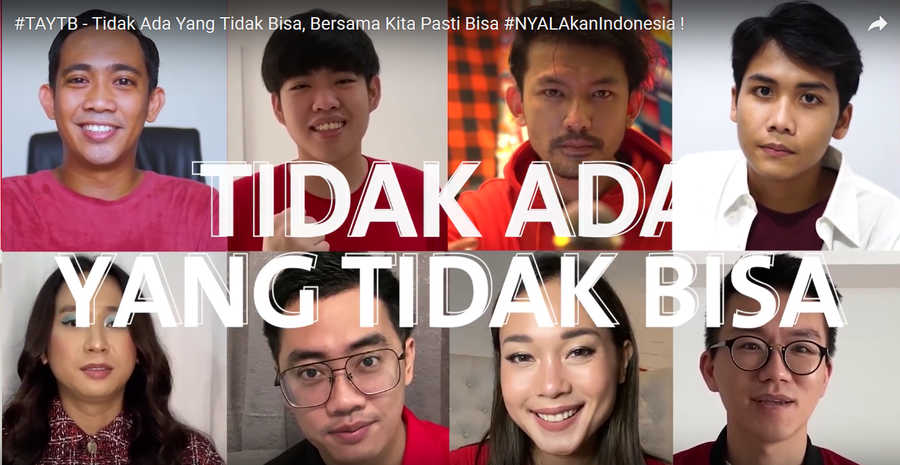 #TAYTB - Tidak Ada Yang Tidak Bisa, Bersama Kita Pasti Bisa #NYALAkanIndonesia !
TIDAK ADA
YANG TIDAK BISA